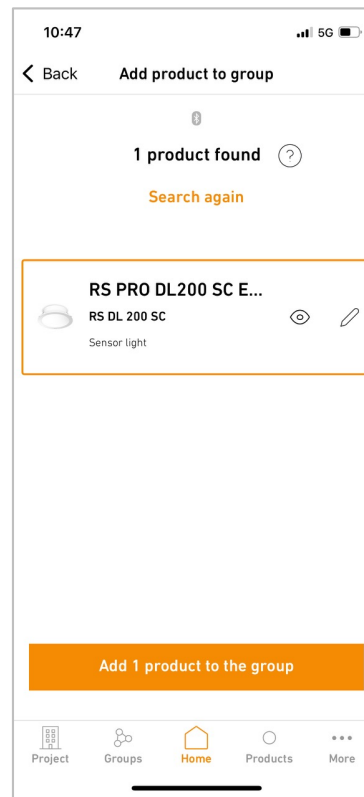 10:47
5G
Back
Add product to group
1 product found ?
Search again
RS PRO DL200 SC E...
RS DL 200 SC
Sensor light
Add 1 product to the group
Project Groups Home Products More